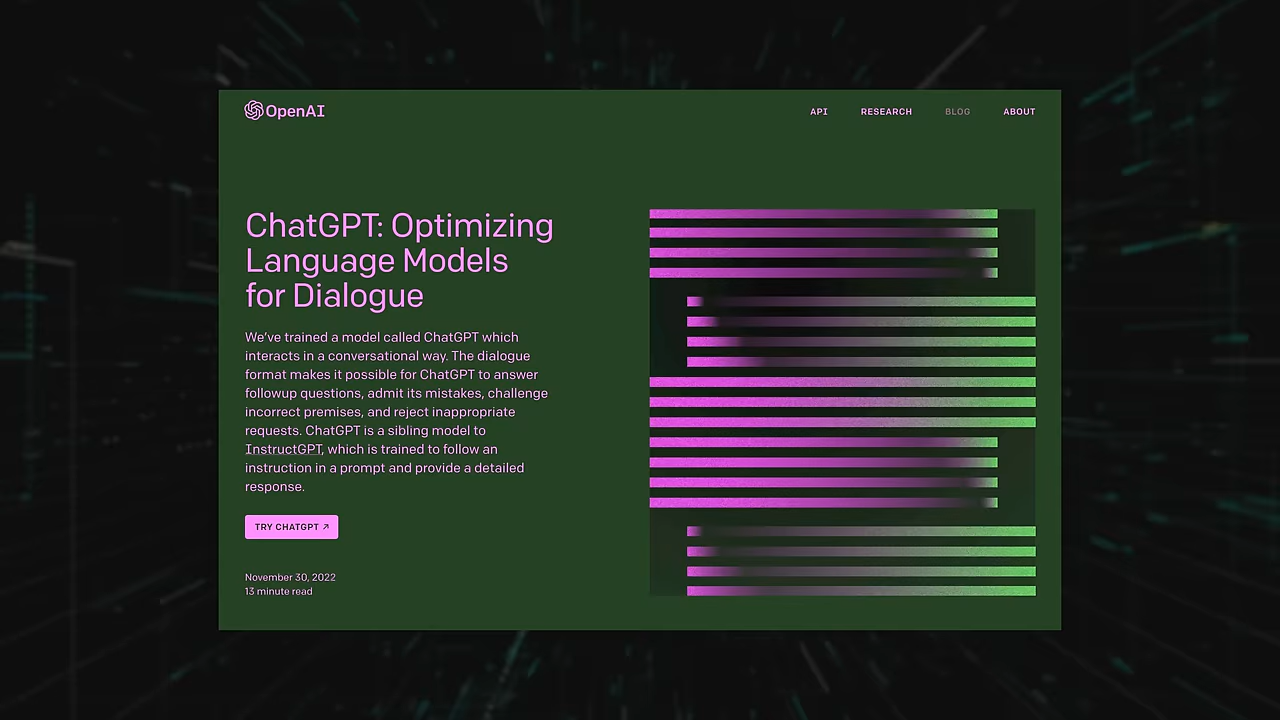 OpenAI
API RESEARCH BLOG ABOUT
ChatGPT: Optimizing
Language Models
for Dialogue
We’ve trained a model called ChatGPT which
interacts in a conversational way. The dialogue
format makes it possible for ChatGPT to answer
followup questions, admit its mistakes, challenge
incorrect premises, and reject inappropriate
requests. ChatGPT is a sibling model to
InstructGPT, which is trained to follow an
instruction in a prompt and provide a detailed
response.
TRY CHATGPT ↗
November 30, 2022
13 minute read